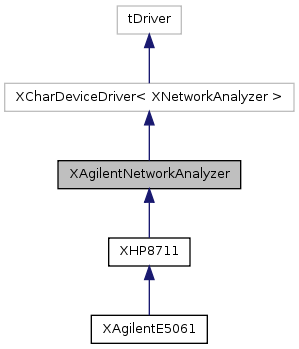 tDriver
XCharDeviceDriver< XNetworkAnalyzer >
XAgilentNetworkAnalyzer
XHP8711
XAgilentE5061